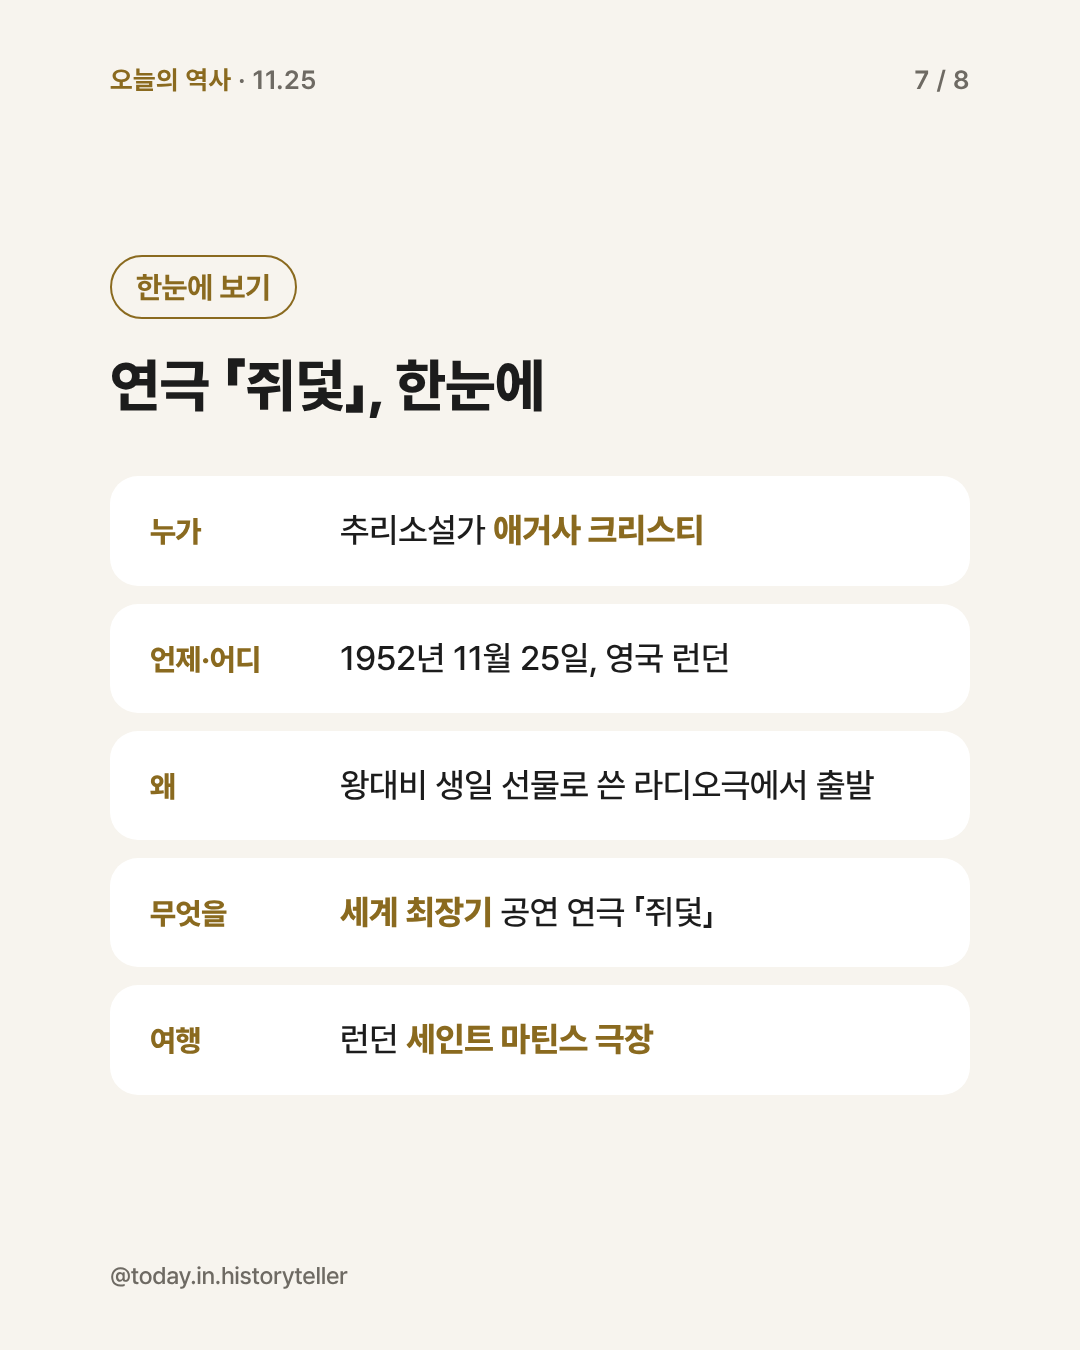 오늘의 역사 · 11.25
7 / 8
한눈에 보기
연극 「쥐덫」, 한눈에
누가 추리소설가 애거사 크리스티
언제·어디 1952년 11월 25일, 영국 런던
왜 왕대비 생일 선물로 쓴 라디오극에서 출발
무엇을 세계 최장기 공연 연극 「쥐덫」
여행 런던 세인트 마틴스 극장
@today.in.historyteller